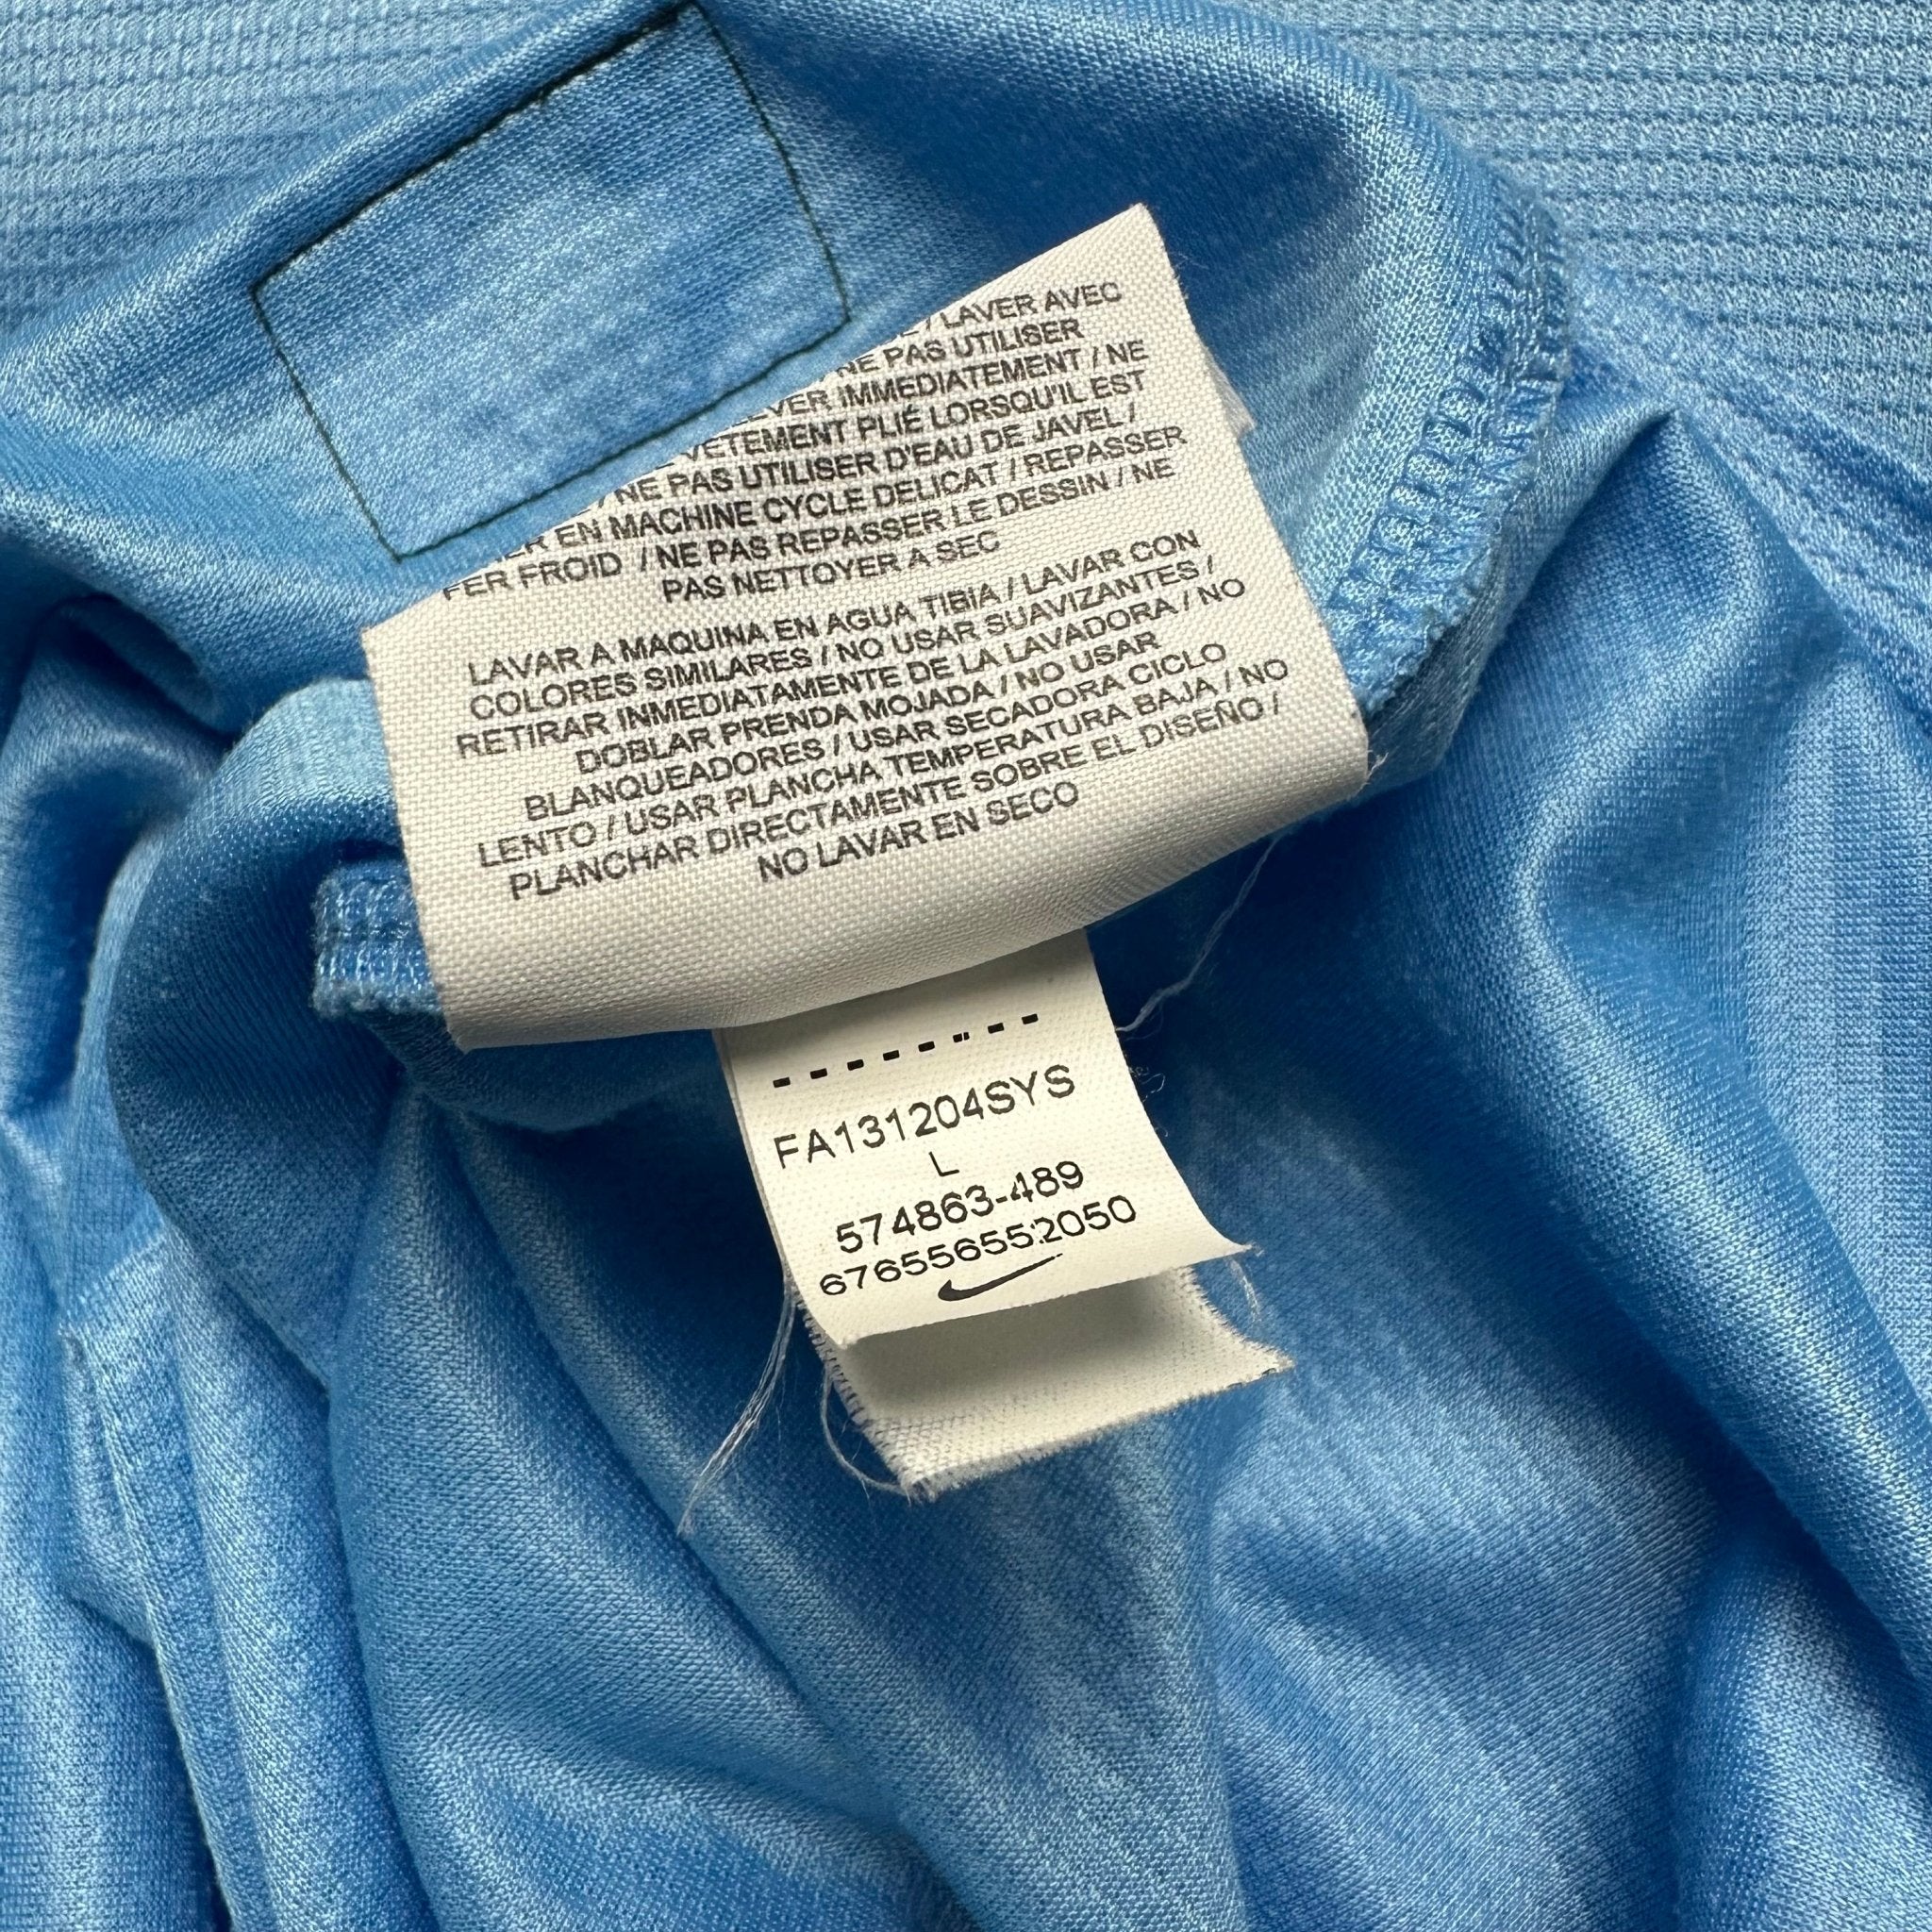 / LAVER AVEC
NE PAS UTILISER
IMMEDIATEMENT / NE
VETEMENT PLIÉ LORSQU'IL EST
/ NE PAS UTILISER D'EAU DE JAVEL /
EN MACHINE CYCLE DELICAT / REPASSER
FER FROID / NE PAS REPASSER LE DESSIN / NE
PAS NETTOYER A SEC
LAVAR A MAQUINA EN AGUA TIBIA / LAVAR CON
COLORES SIMILARES / NO USAR SUAVIZANTES /
RETIRAR INMEDIATAMENTE DE LA LAVADORA / NO
DOBLAR PRENDA MOJADA / NO USAR
BLANQUEADORES / USAR SECADORA CICLO
LENTO / USAR PLANCHA TEMPERATURA BAJA / NO
PLANCHAR DIRECTAMENTE SOBRE EL DISEÑO /
NO LAVAR EN SECO
FA131204SYS
L
574863-489
676556552050